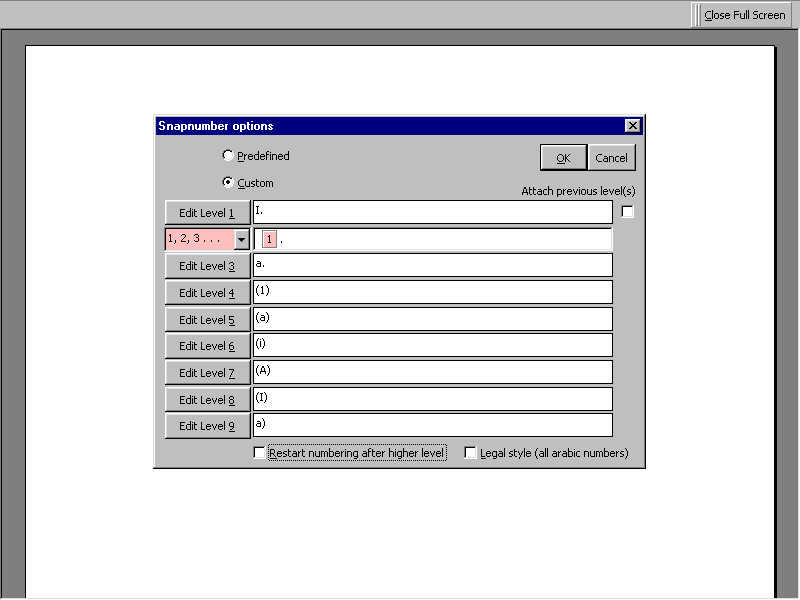 Close Full Screen
Snapnumber options
Predefined
OK
Cancel
Custom
Attach previous level(s)
Edit Level 1
I.
1, 2, 3 . . .
1 .
Edit Level 3
a.
Edit Level 4
(1)
Edit Level 5
(a)
Edit Level 6
(i)
Edit Level 7
(A)
Edit Level 8
(I)
Edit Level 9
a)
Restart numbering after higher level
Legal style (all arabic numbers)